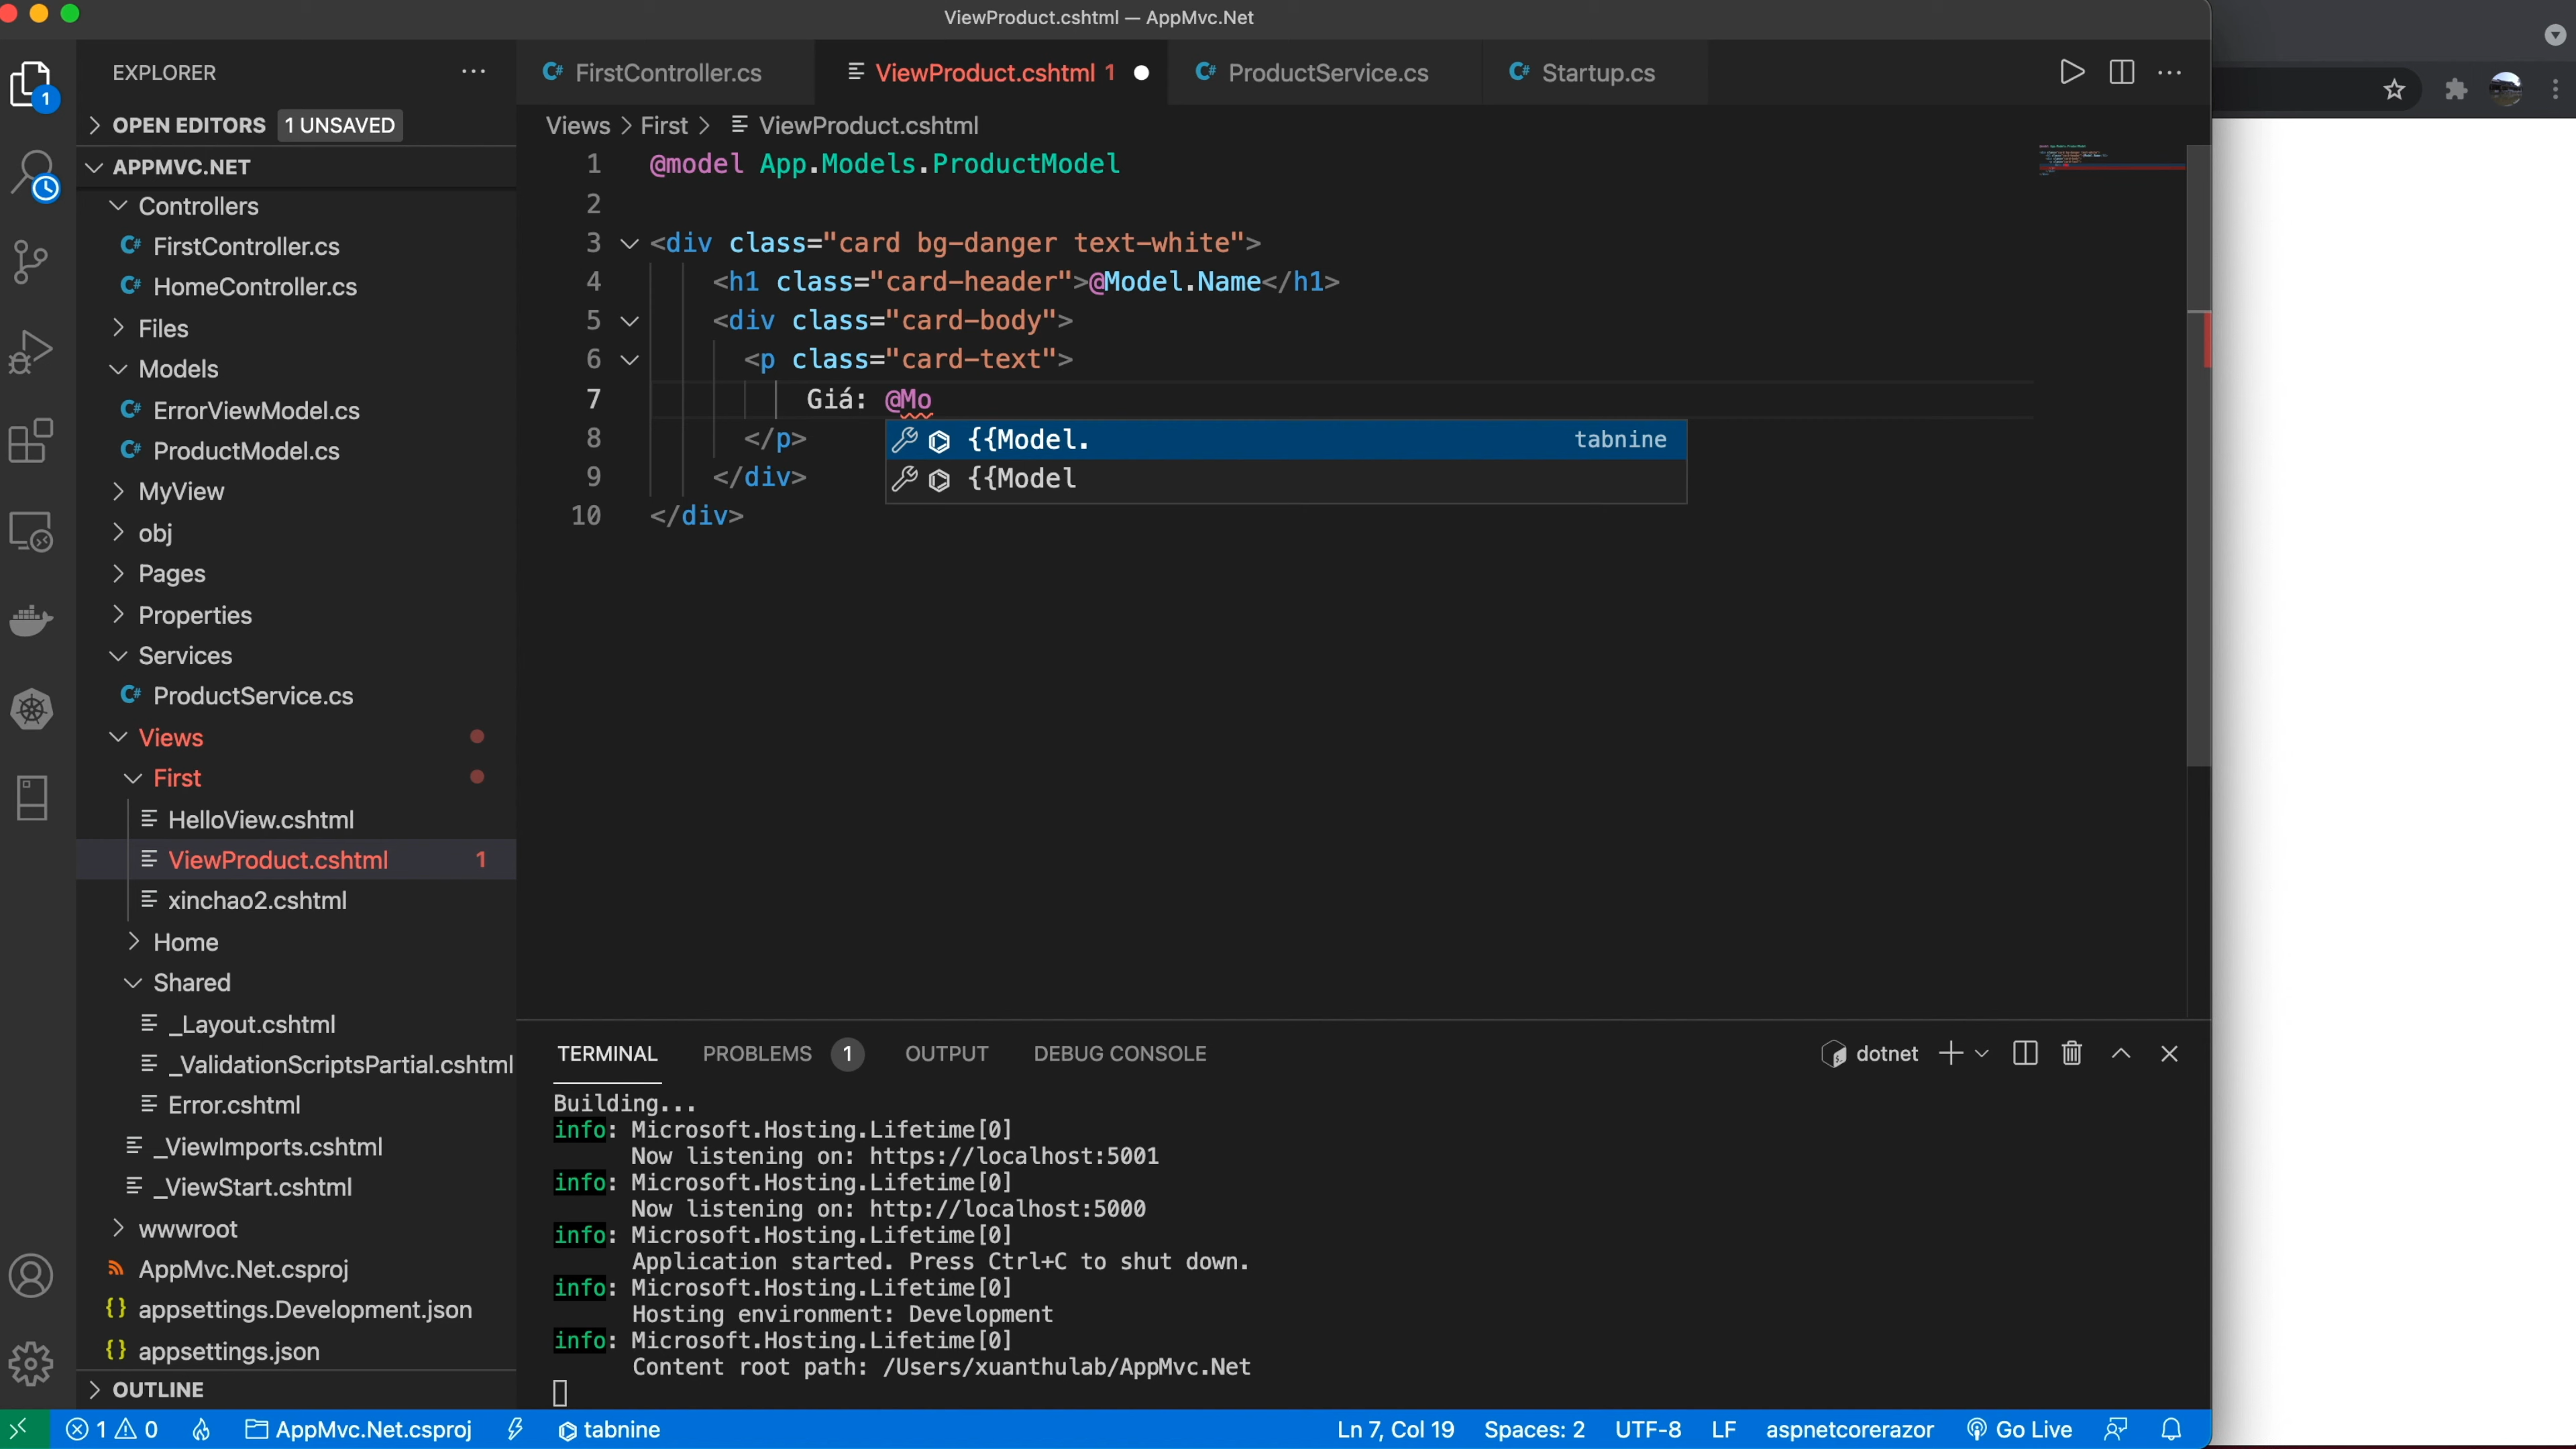 ViewProduct.cshtml — AppMvc.Net
EXPLORER
1
OPEN EDITORS 1 UNSAVED
APPMVC.NET
Controllers
FirstController.cs
HomeController.cs
Files
Models
ErrorViewModel.cs
ProductModel.cs
MyView
obj
Pages
Properties
Services
ProductService.cs
Views
First
HelloView.cshtml
ViewProduct.cshtml 1
xinchao2.cshtml
Home
Shared
_Layout.cshtml
_ValidationScriptsPartial.cshtml
Error.cshtml
_ViewImports.cshtml
_ViewStart.cshtml
wwwroot
AppMvc.Net.csproj
appsettings.Development.json
appsettings.json
OUTLINE
FirstController.cs ViewProduct.cshtml 1 ProductService.cs Startup.cs
Views > First > ViewProduct.cshtml
1 @model App.Models.ProductModel
2
3 <div class="card bg-danger text-white">
4 <h1 class="card-header">@Model.Name</h1>
5 <div class="card-body">
6 <p class="card-text">
7 Giá: @Mo
8 </p>
9 </div>
10 </div>
{{Model. tabnine
{{Model
TERMINAL PROBLEMS 1 OUTPUT DEBUG CONSOLE dotnet
Building...
info: Microsoft.Hosting.Lifetime[0]
Now listening on: https://localhost:5001
info: Microsoft.Hosting.Lifetime[0]
Now listening on: http://localhost:5000
info: Microsoft.Hosting.Lifetime[0]
Application started. Press Ctrl+C to shut down.
info: Microsoft.Hosting.Lifetime[0]
Hosting environment: Development
info: Microsoft.Hosting.Lifetime[0]
Content root path: /Users/xuanthulab/AppMvc.Net
1 0 AppMvc.Net.csproj tabnine Ln 7, Col 19 Spaces: 2 UTF-8 LF aspnetcorerazor Go Live